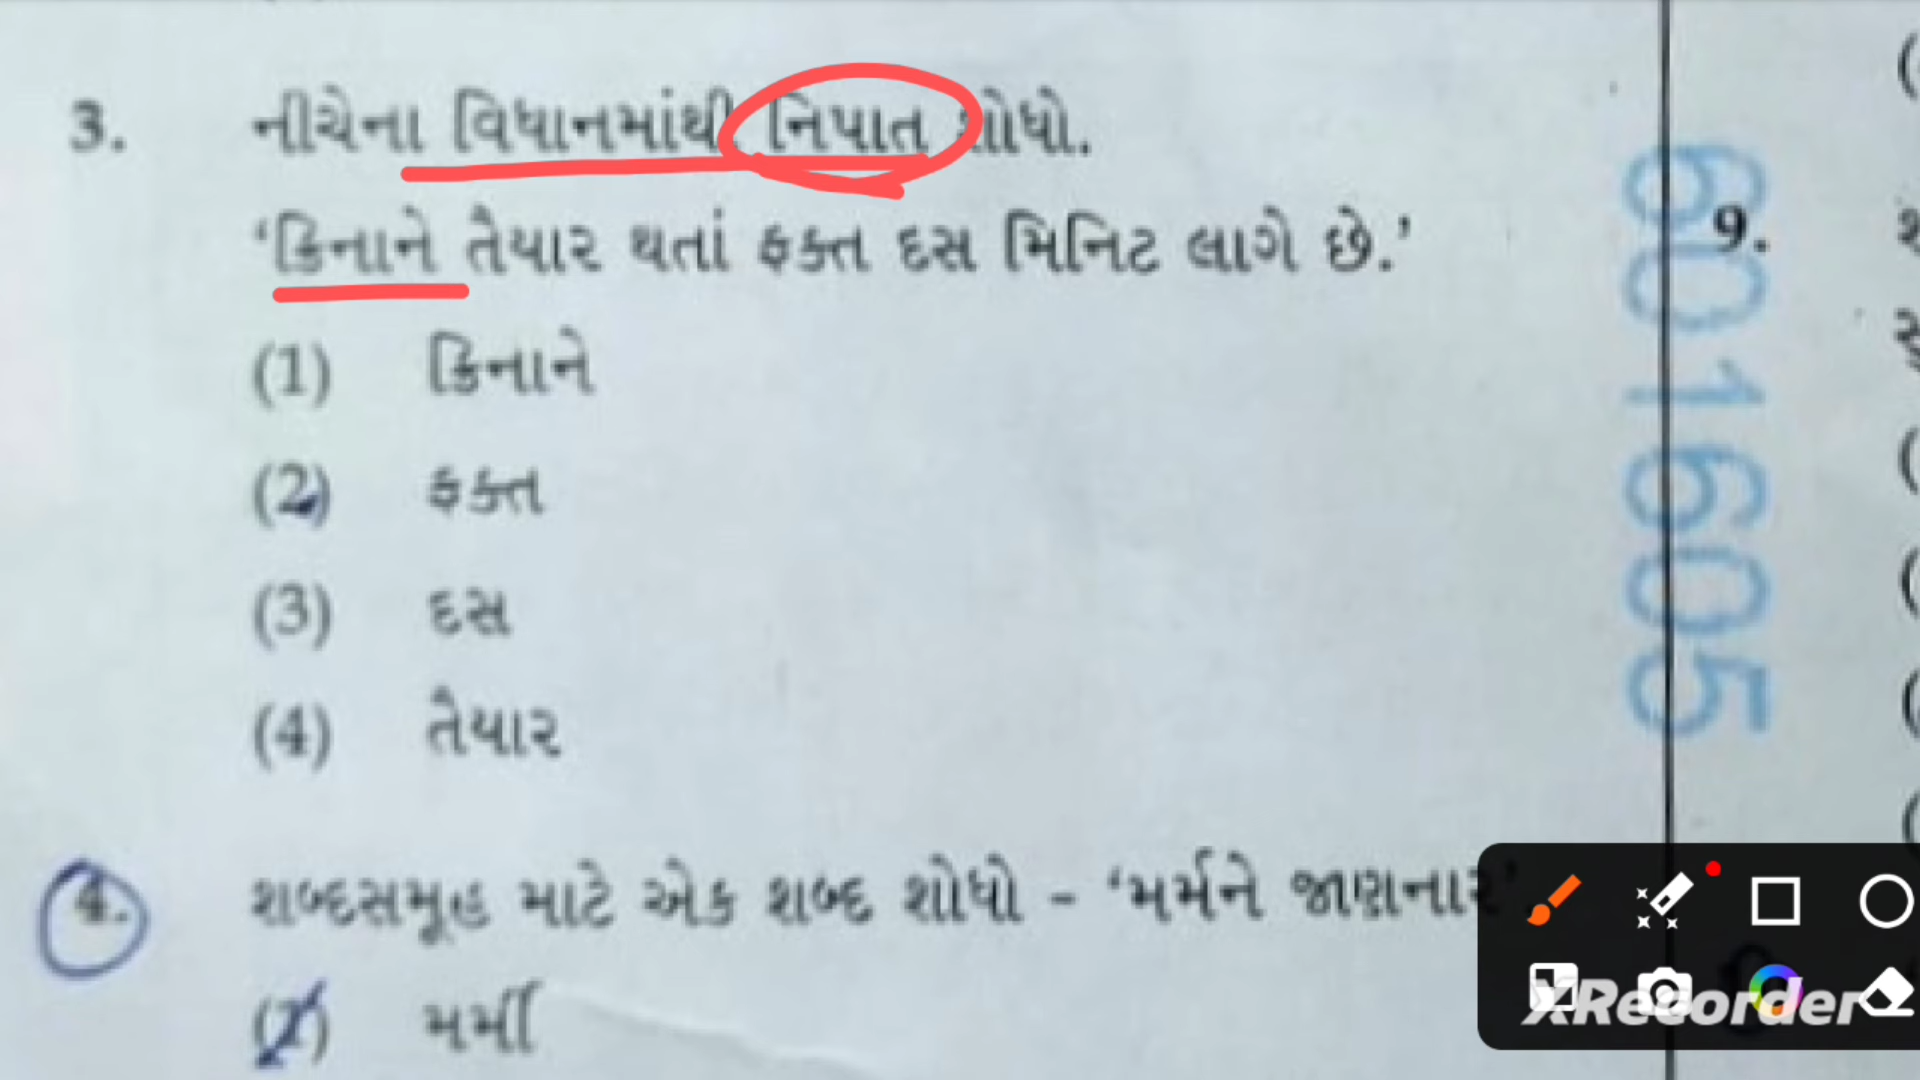 3. નીચેના વિધાનમાંથી નિપાત શોધો.
‘કિનાને તૈયાર થતાં ફક્ત દસ મિનિટ લાગે છે.’
(1) કિનાને
(2) ફક્ત
(3) દસ
(4) તૈયાર
4. શબ્દસમૂહ માટે એક શબ્દ શોધો - ‘મર્મને જાણનાર’
(1) મર્મી
601605
9.
XRecorder